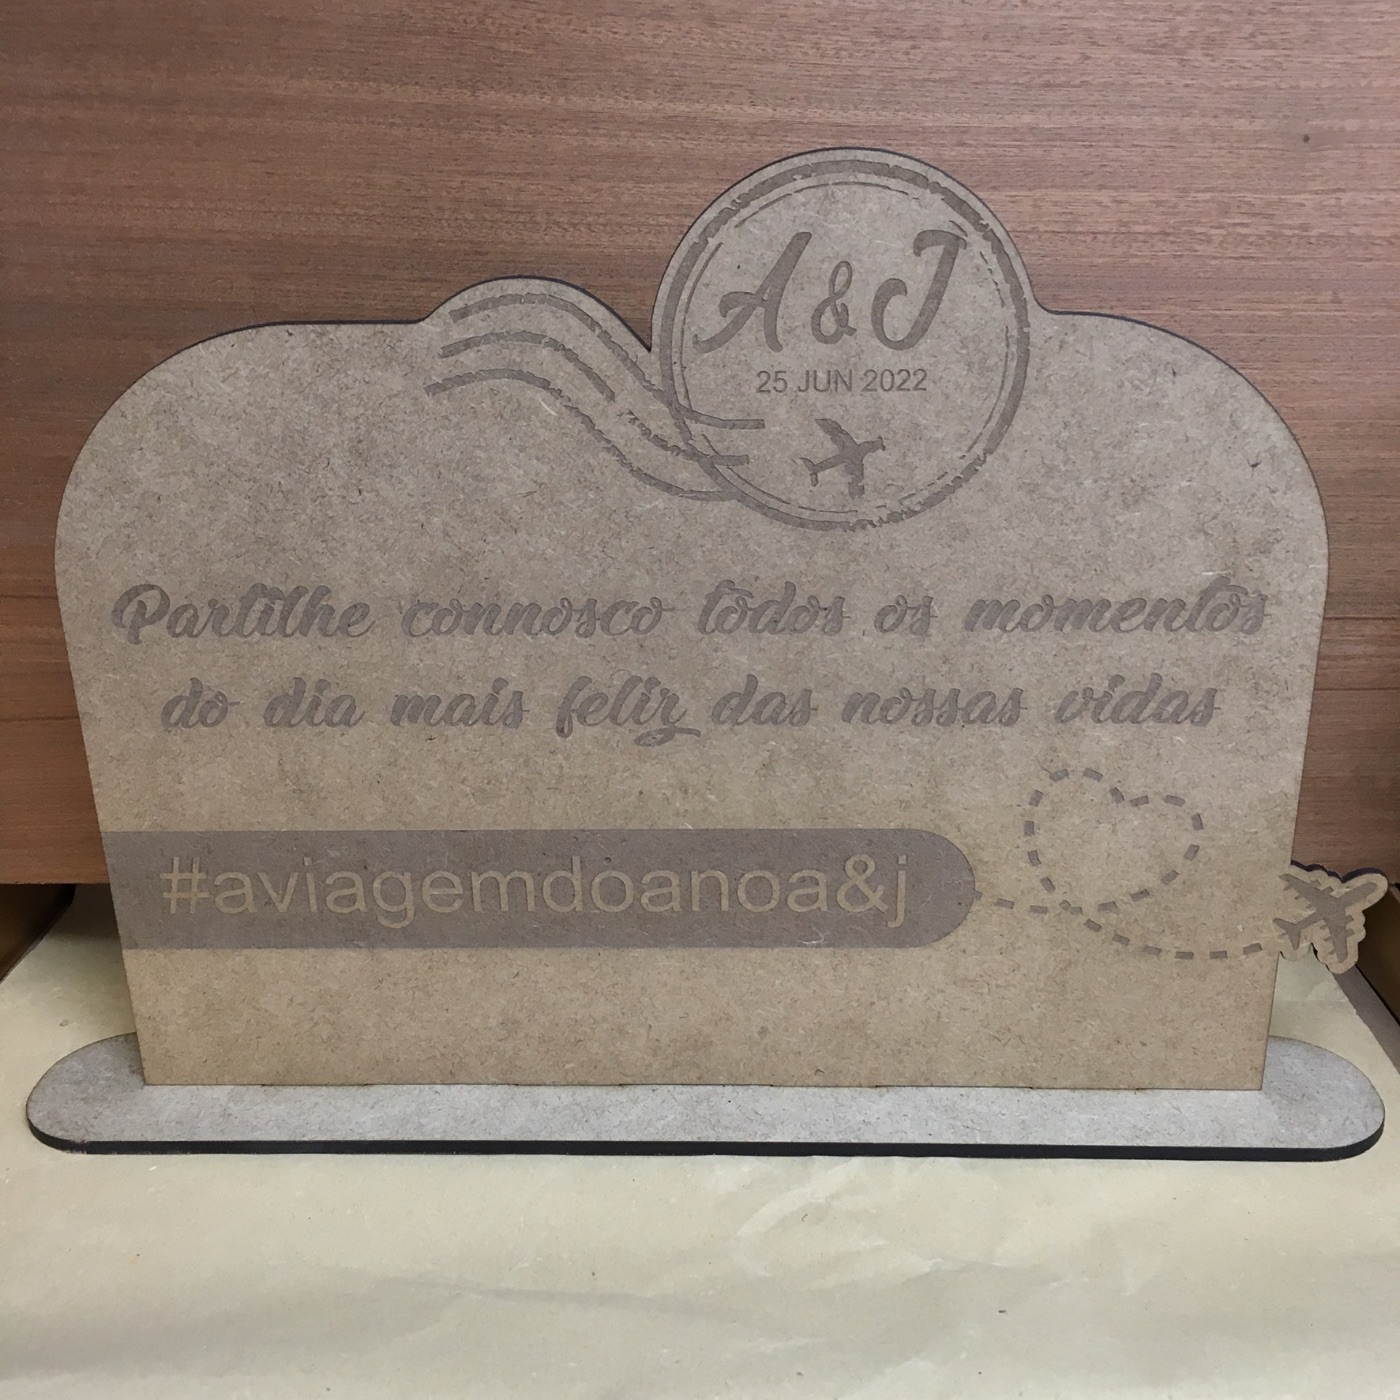 A & J
25 JUN 2022
Partilhe connosco todos os momentos
do dia mais feliz das nossas vidas
#aviagemdoanoa&j